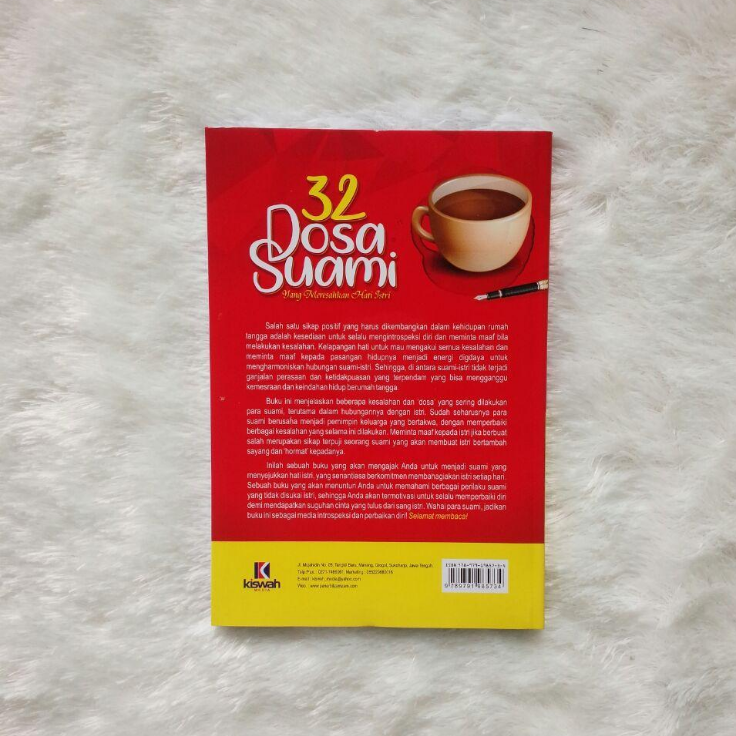 32
Dosa
Suami
Yang Meresahkan Hati Istri
Salah satu sikap positif yang harus dikembangkan dalam kehidupan rumah
tangga adalah kesediaan untuk selalu mengintrospeksi diri dan meminta maaf bila
melakukan kesalahan. Kelapangan hati untuk mau mengakui semua kesalahan dan
meminta maaf kepada pasangan hidupnya menjadi energi digdaya untuk
mengharmoniskan hubungan suami-istri. Sehingga, di antara suami-istri tidak terjadi
ganjalan perasaan dan ketidakpuasan yang terpendam yang bisa mengganggu
kemesraan dan keindahan hidup berumah tangga.
Buku ini menjelaskan beberapa kesalahan dan 'dosa' yang sering dilakukan
para suami, terutama dalam hubungannya dengan istri. Sudah seharusnya para
suami berusaha menjadi pemimpin keluarga yang bertakwa, dengan memperbaiki
berbagai kesalahan yang selama ini dilakukan. Meminta maaf kepada istri jika berbuat
salah merupakan sikap terpuji seorang suami yang akan membuat istri bertambah
sayang dan 'hormat' kepadanya.
Inilah sebuah buku yang akan mengajak Anda untuk menjadi suami yang
menyejukkan hati istri, yang senantiasa berkomitmen membahagiakan istri setiap hari.
Sebuah buku yang akan menuntun Anda untuk memahami berbagai perilaku suami
yang tidak disukai istri, sehingga Anda akan termotivasi untuk selalu memperbaiki diri
demi mendapatkan suguhan cinta yang tulus dari sang istri. Wahai para suami, jadikan
buku ini sebagai media introspeksi dan perbaikan diri! Selamat membaca!
kiswah